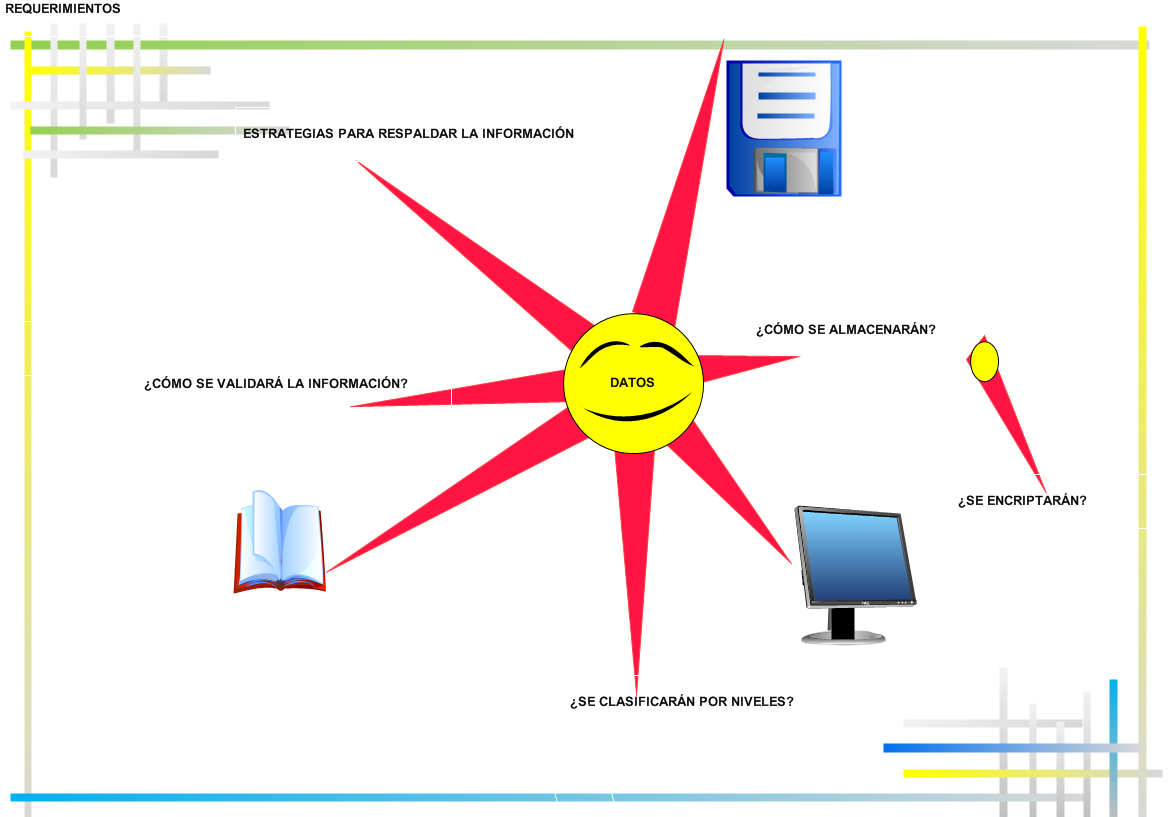 REQUERIMIENTOS
ESTRATEGIAS PARA RESPALDAR LA INFORMACIÓN
¿CÓMO SE ALMACENARÁN?
¿CÓMO SE VALIDARÁ LA INFORMACIÓN?
DATOS
¿SE ENCRIPTARÁN?
¿SE CLASIFICARÁN POR NIVELES?